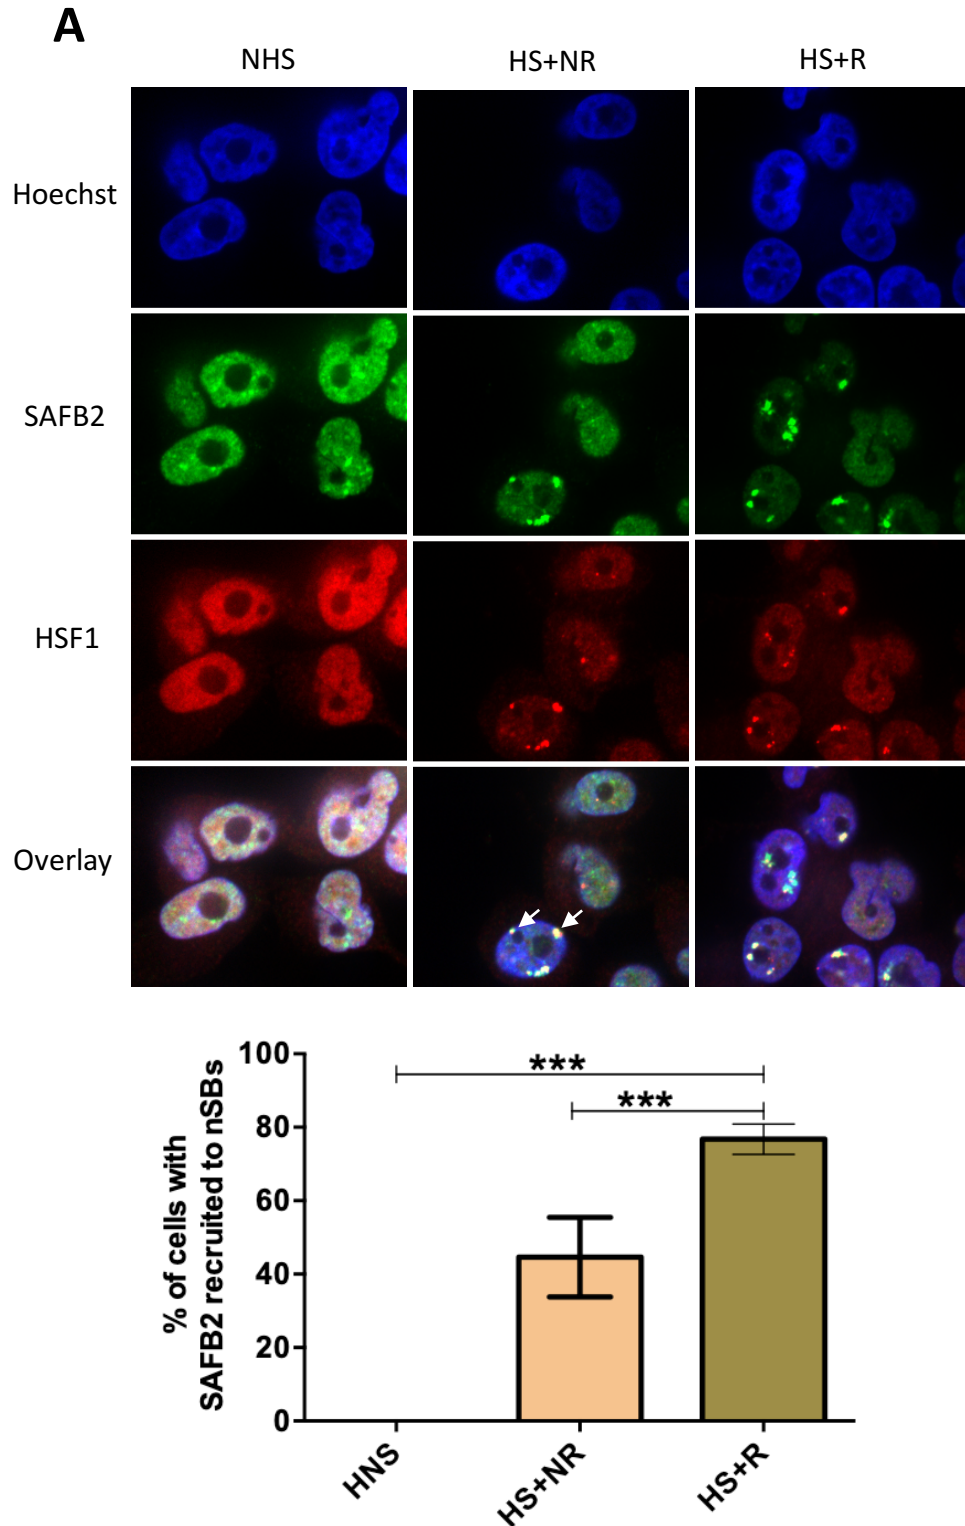 A
NHS
HS+NR
HS+R
Hoechst
SAFB2
HSF1
Overlay
% of cells with
SAFB2 recruited to nSBs
100
80
60
40
20
0
***
***
HNS
HS+NR
HS+R